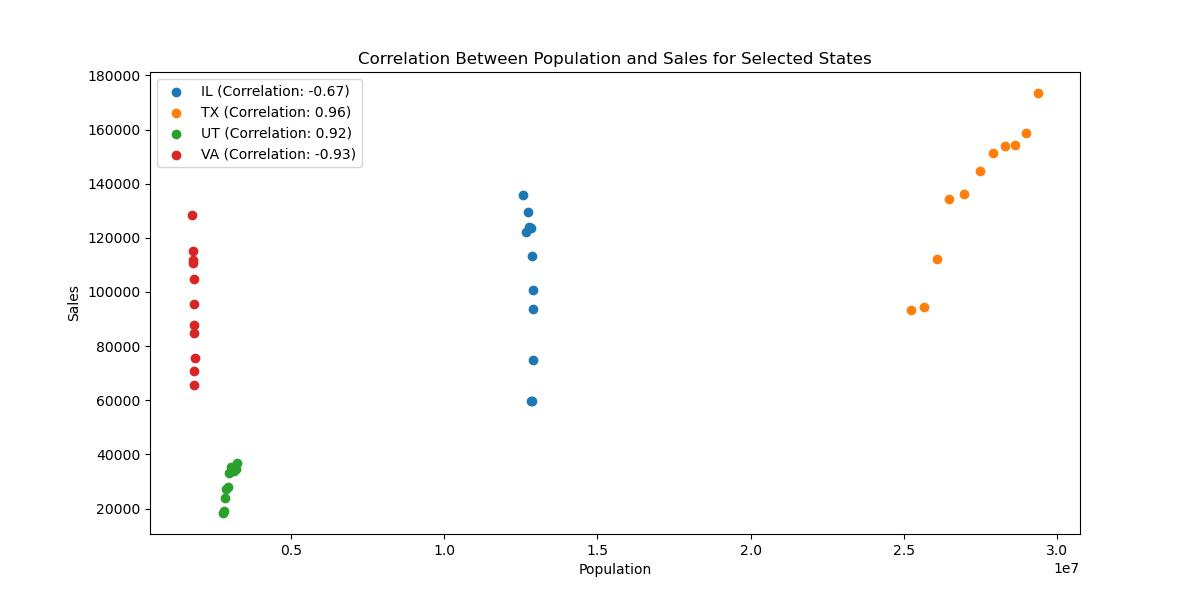 Correlation Between Population and Sales for Selected States
180000
160000
140000
120000
100000
80000
60000
40000
20000
Sales
IL (Correlation: -0.67)
TX (Correlation: 0.96)
UT (Correlation: 0.92)
VA (Correlation: -0.93)
0.5 1.0 1.5 2.0 2.5 3.0
1e7
Population